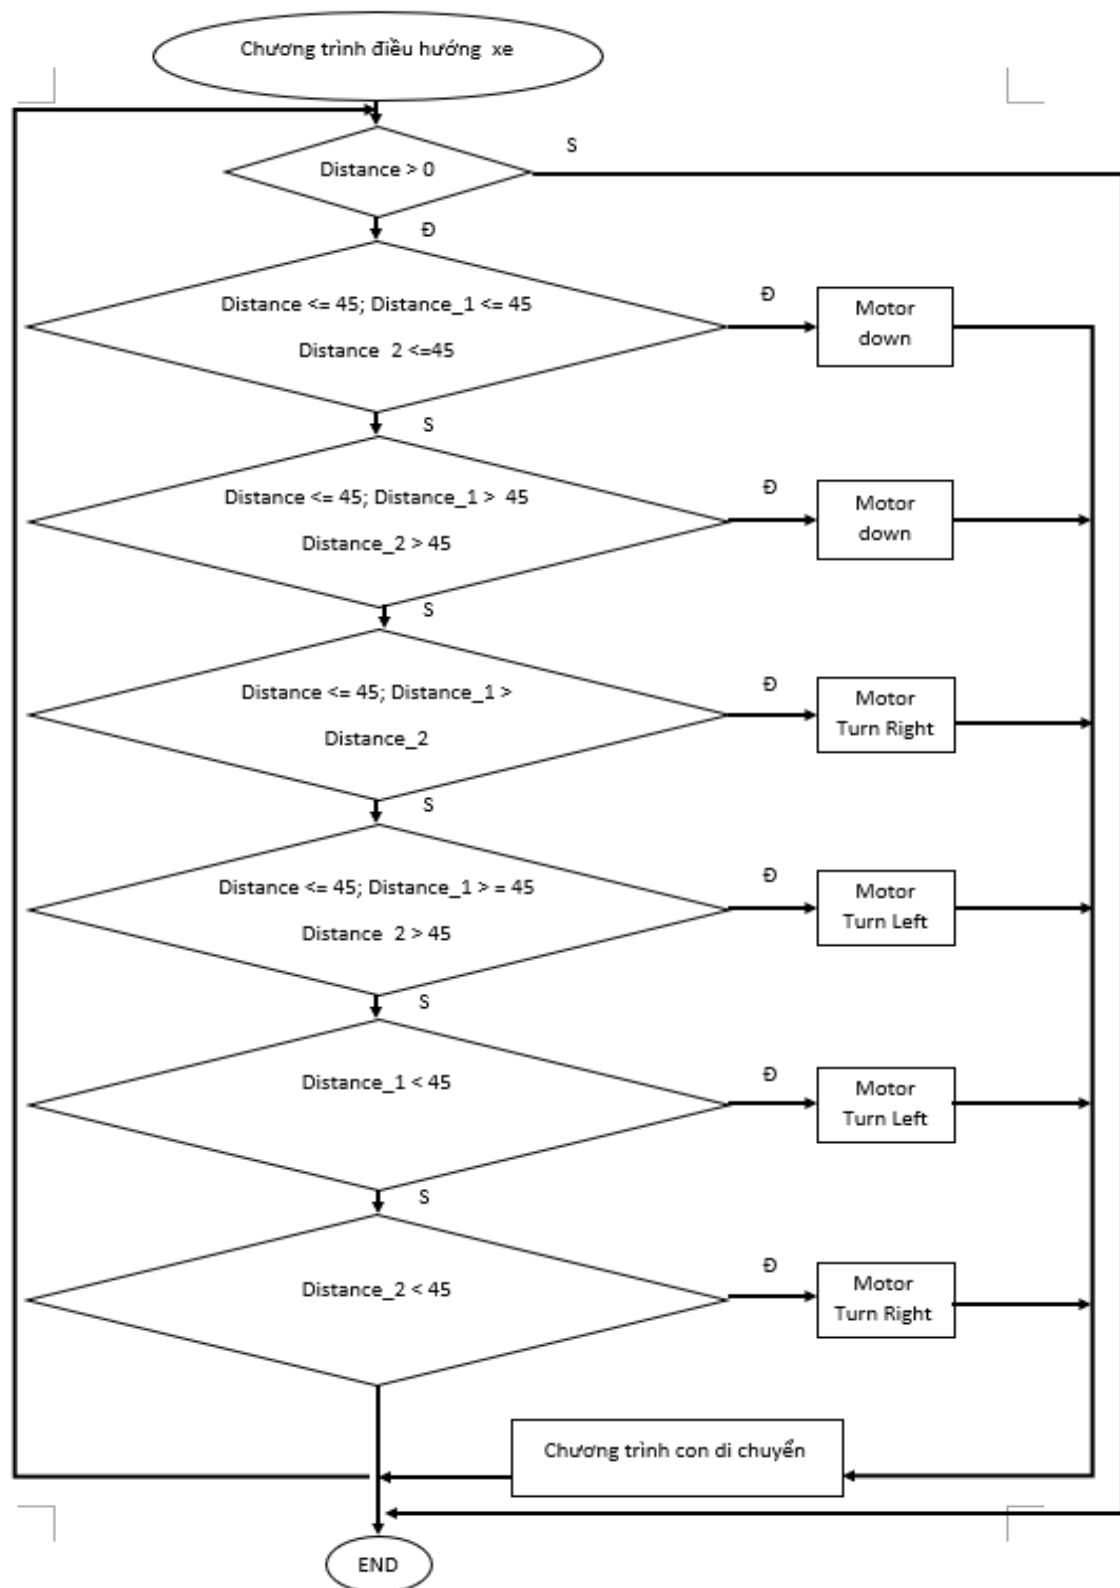 Chương trình điều hướng xe
Distance > 0
S
Đ
Distance <= 45; Distance_1 <= 45
Distance 2 <=45
Đ
Motor
down
S
Distance <= 45; Distance_1 > 45
Distance_2 > 45
Đ
Motor
down
S
Distance <= 45; Distance_1 >
Distance_2
Đ
Motor
Turn Right
S
Distance <= 45; Distance_1 > = 45
Distance 2 > 45
Đ
Motor
Turn Left
S
Distance_1 < 45
Đ
Motor
Turn Left
S
Distance_2 < 45
Đ
Motor
Turn Right
Chương trình con di chuyển
END